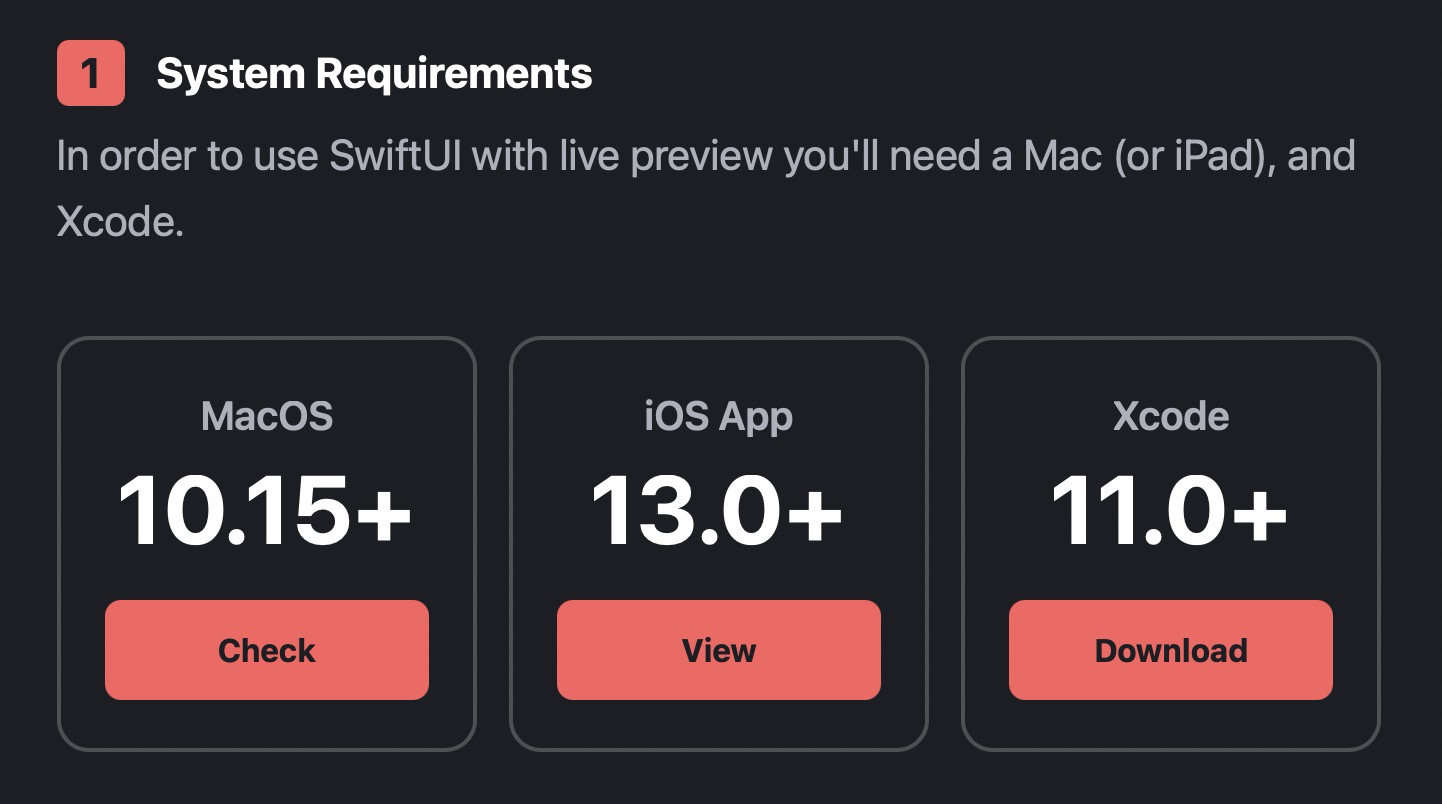 1 System Requirements
In order to use SwiftUI with live preview you'll need a Mac (or iPad), and
Xcode.
MacOS
10.15+
Check
iOS App
13.0+
View
Xcode
11.0+
Download